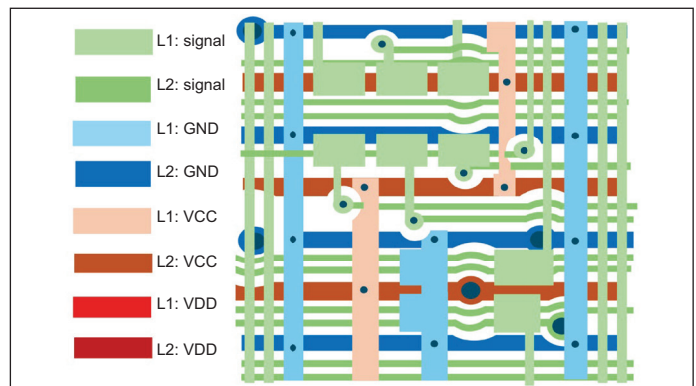 L1: signal
L2: signal
L1: GND
L2: GND
L1: VCC
L2: VCC
L1: VDD
L2: VDD